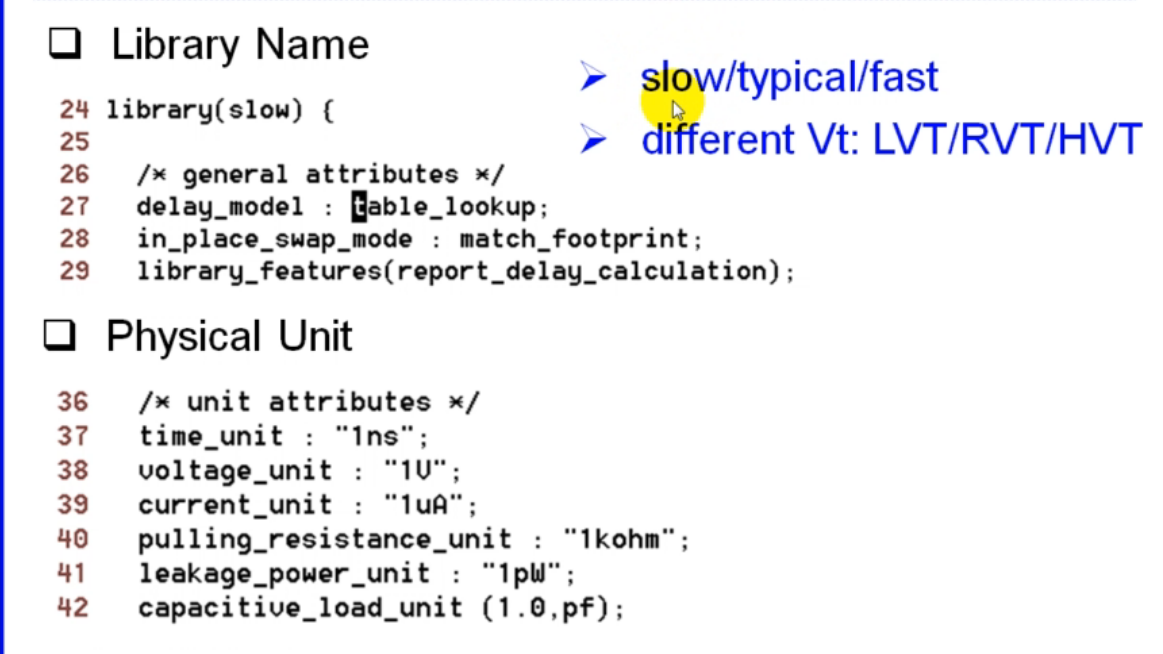 Library Name
slow/typical/fast
different Vt: LVT/RVT/HVT
24 library(slow) {
25
26 /* general attributes */
27 delay_model : table_lookup;
28 in_place_swap_mode : match_footprint;
29 library_features(report_delay_calculation);
Physical Unit
36 /* unit attributes */
37 time_unit : "1ns";
38 voltage_unit : "1V";
39 current_unit : "1uA";
40 pulling_resistance_unit : "1kohm";
41 leakage_power_unit : "1pW";
42 capacitive_load_unit (1.0,pf);